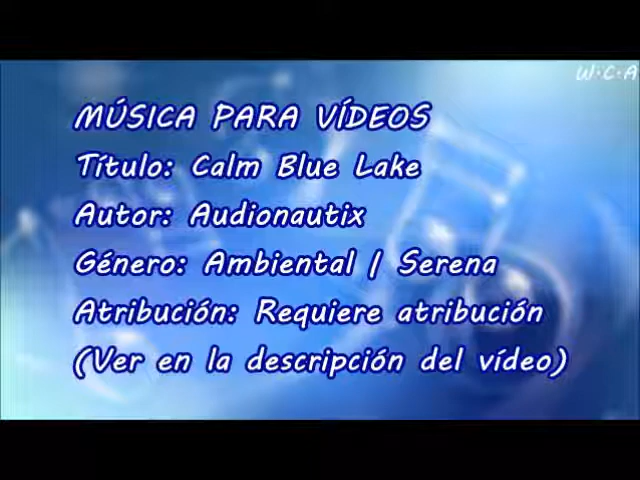 W.C.A
MÚSICA PARA VÍDEOS
Título: Calm Blue Lake
Autor: Audionautix
Género: Ambiental | Serena
Atribución: Requiere atribución
(Ver en la descripción del vídeo)